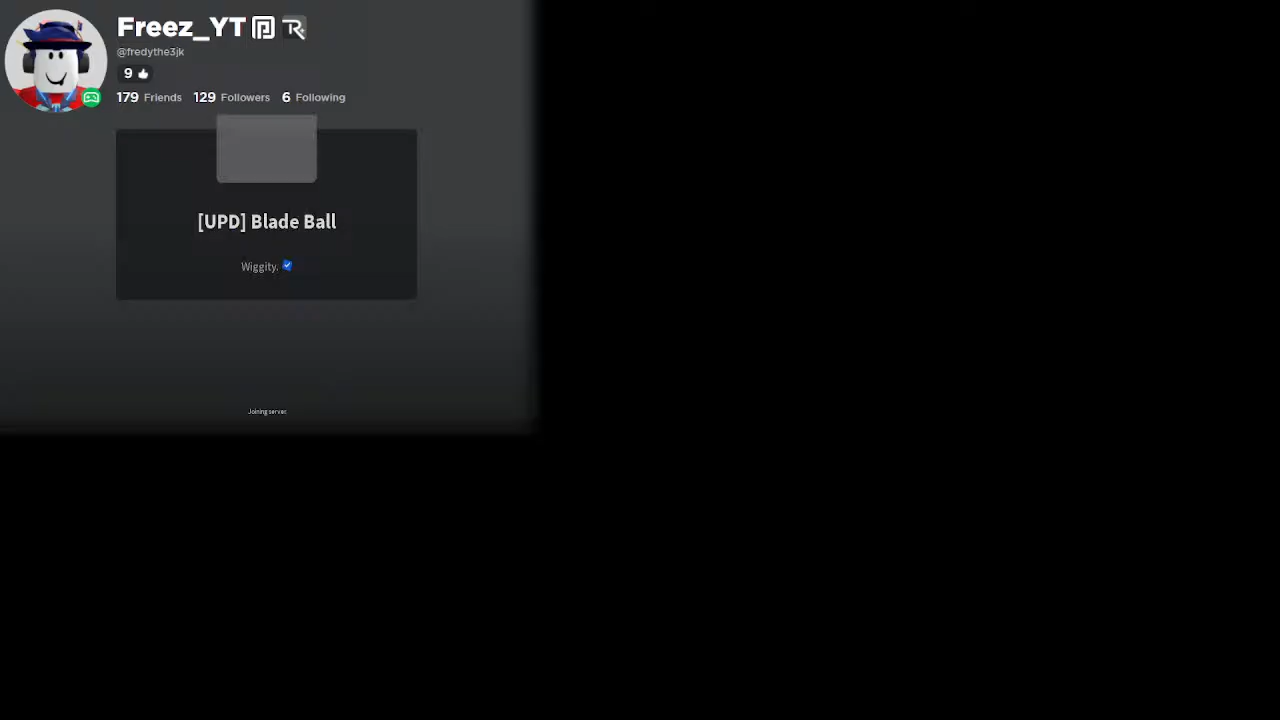 Freez_YT
@fredythe3jk
9
179 Friends 129 Followers 6 Following
[UPD] Blade Ball
Wiggity.
Joining server.